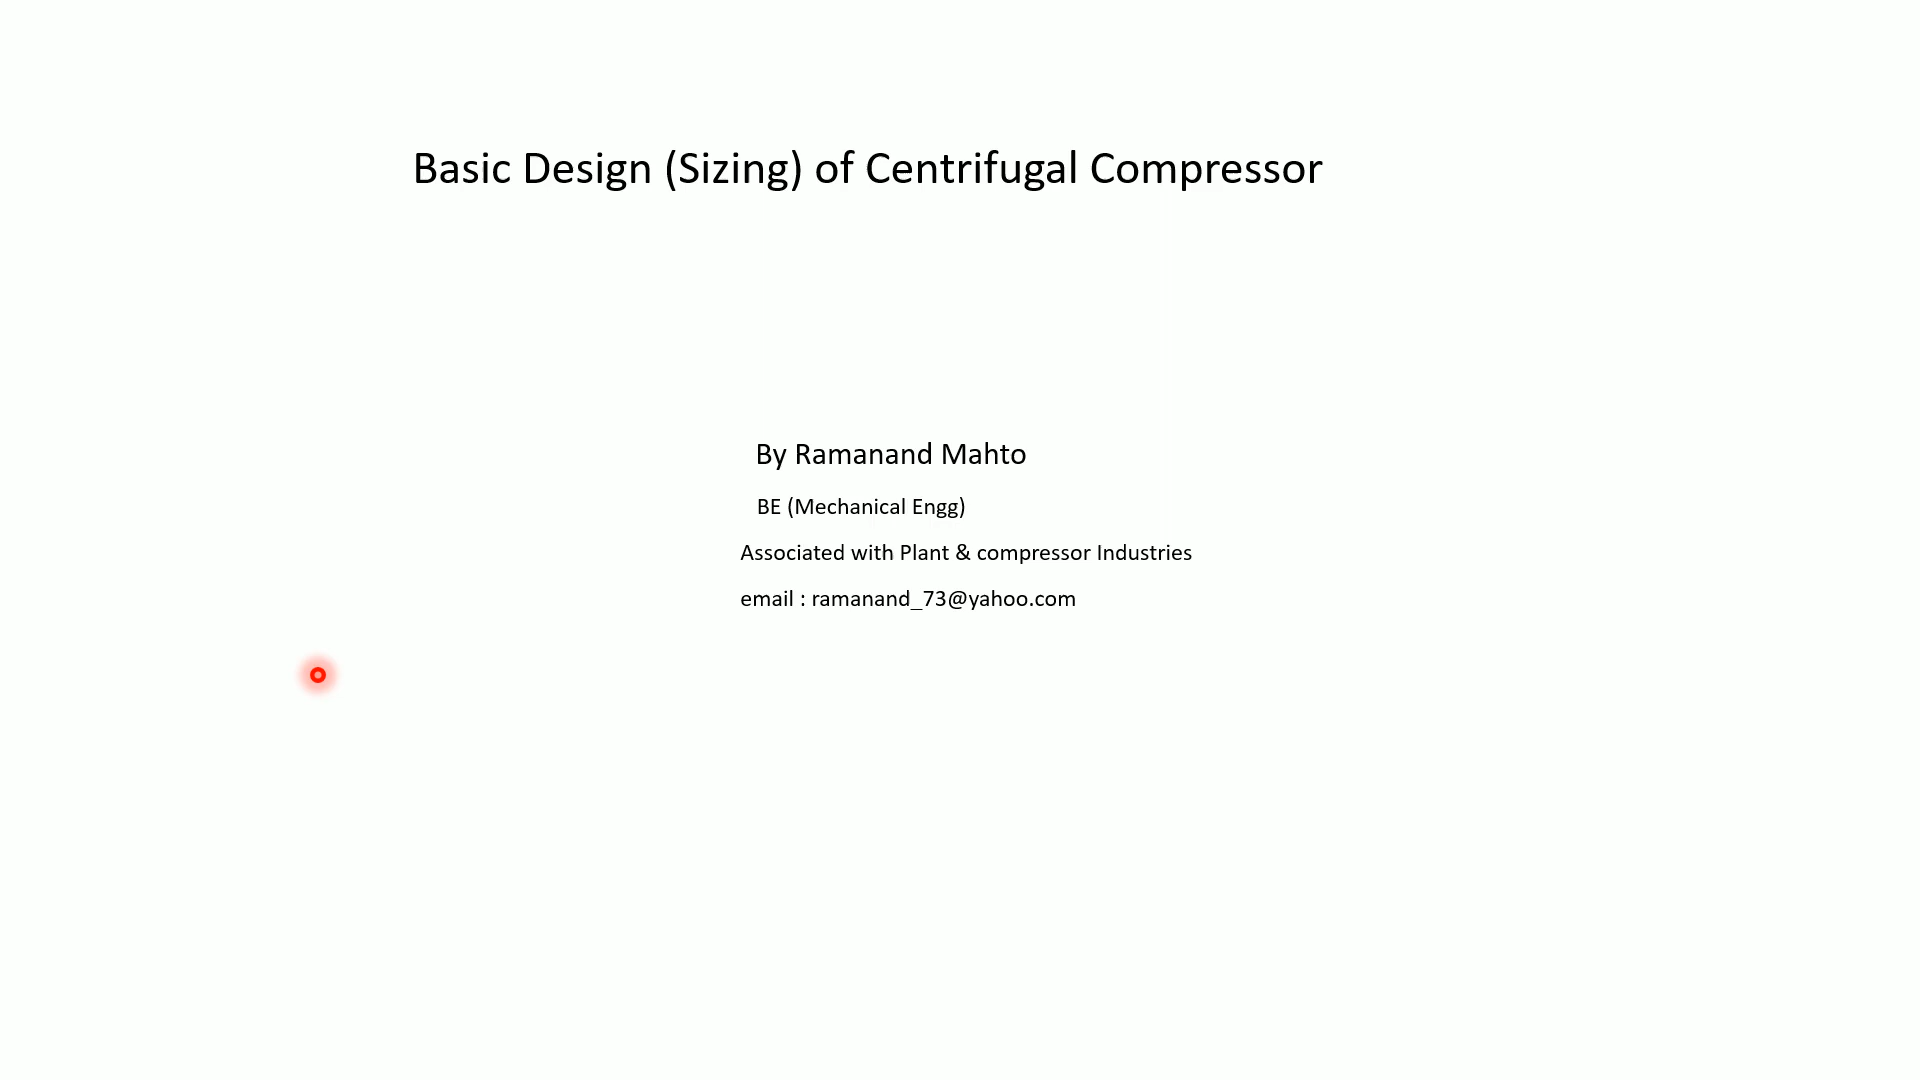 Basic Design (Sizing) of Centrifugal Compressor
By Ramanand Mahto
BE (Mechanical Engg)
Associated with Plant & compressor Industries
email : ramanand_73@yahoo.com